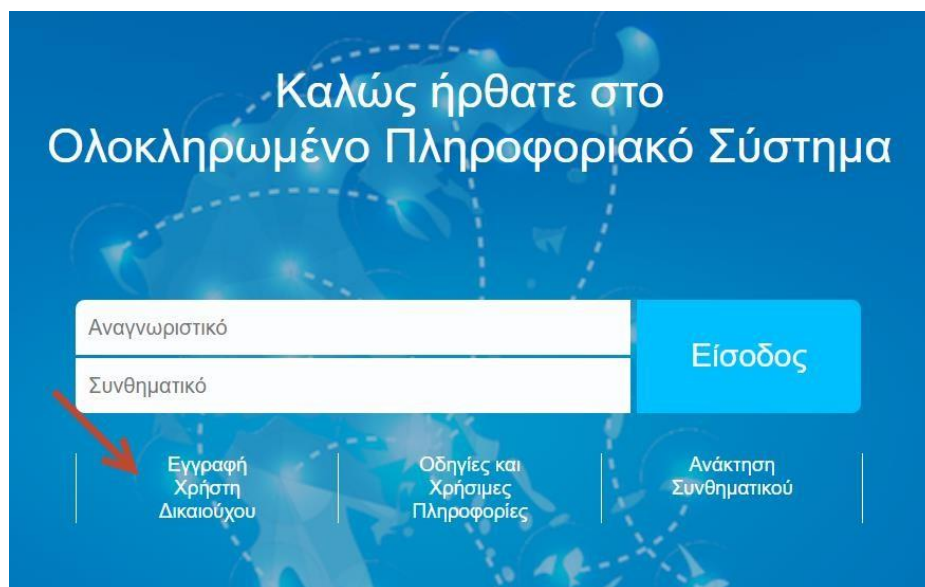 Καλώς ήρθατε στο
Ολοκληρωμένο Πληροφοριακό Σύστημα
Αναγνωριστικό
Συνθηματικό
Είσοδος
Εγγραφή
Χρήστη
Δικαιούχου
Οδηγίες και
Χρήσιμες
Πληροφορίες
Ανάκτηση
Συνθηματικού